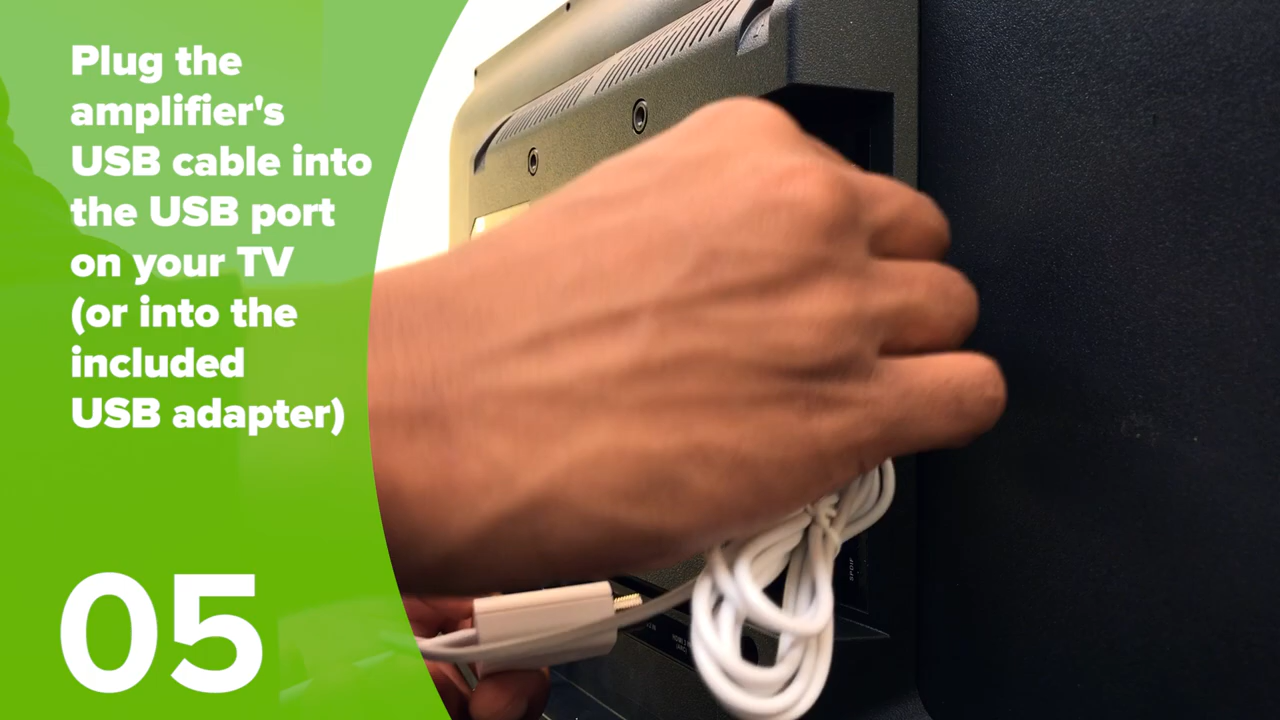 Plug the
amplifier's
USB cable into
the USB port
on your TV
(or into the
included
USB adapter)
05
SPDIF